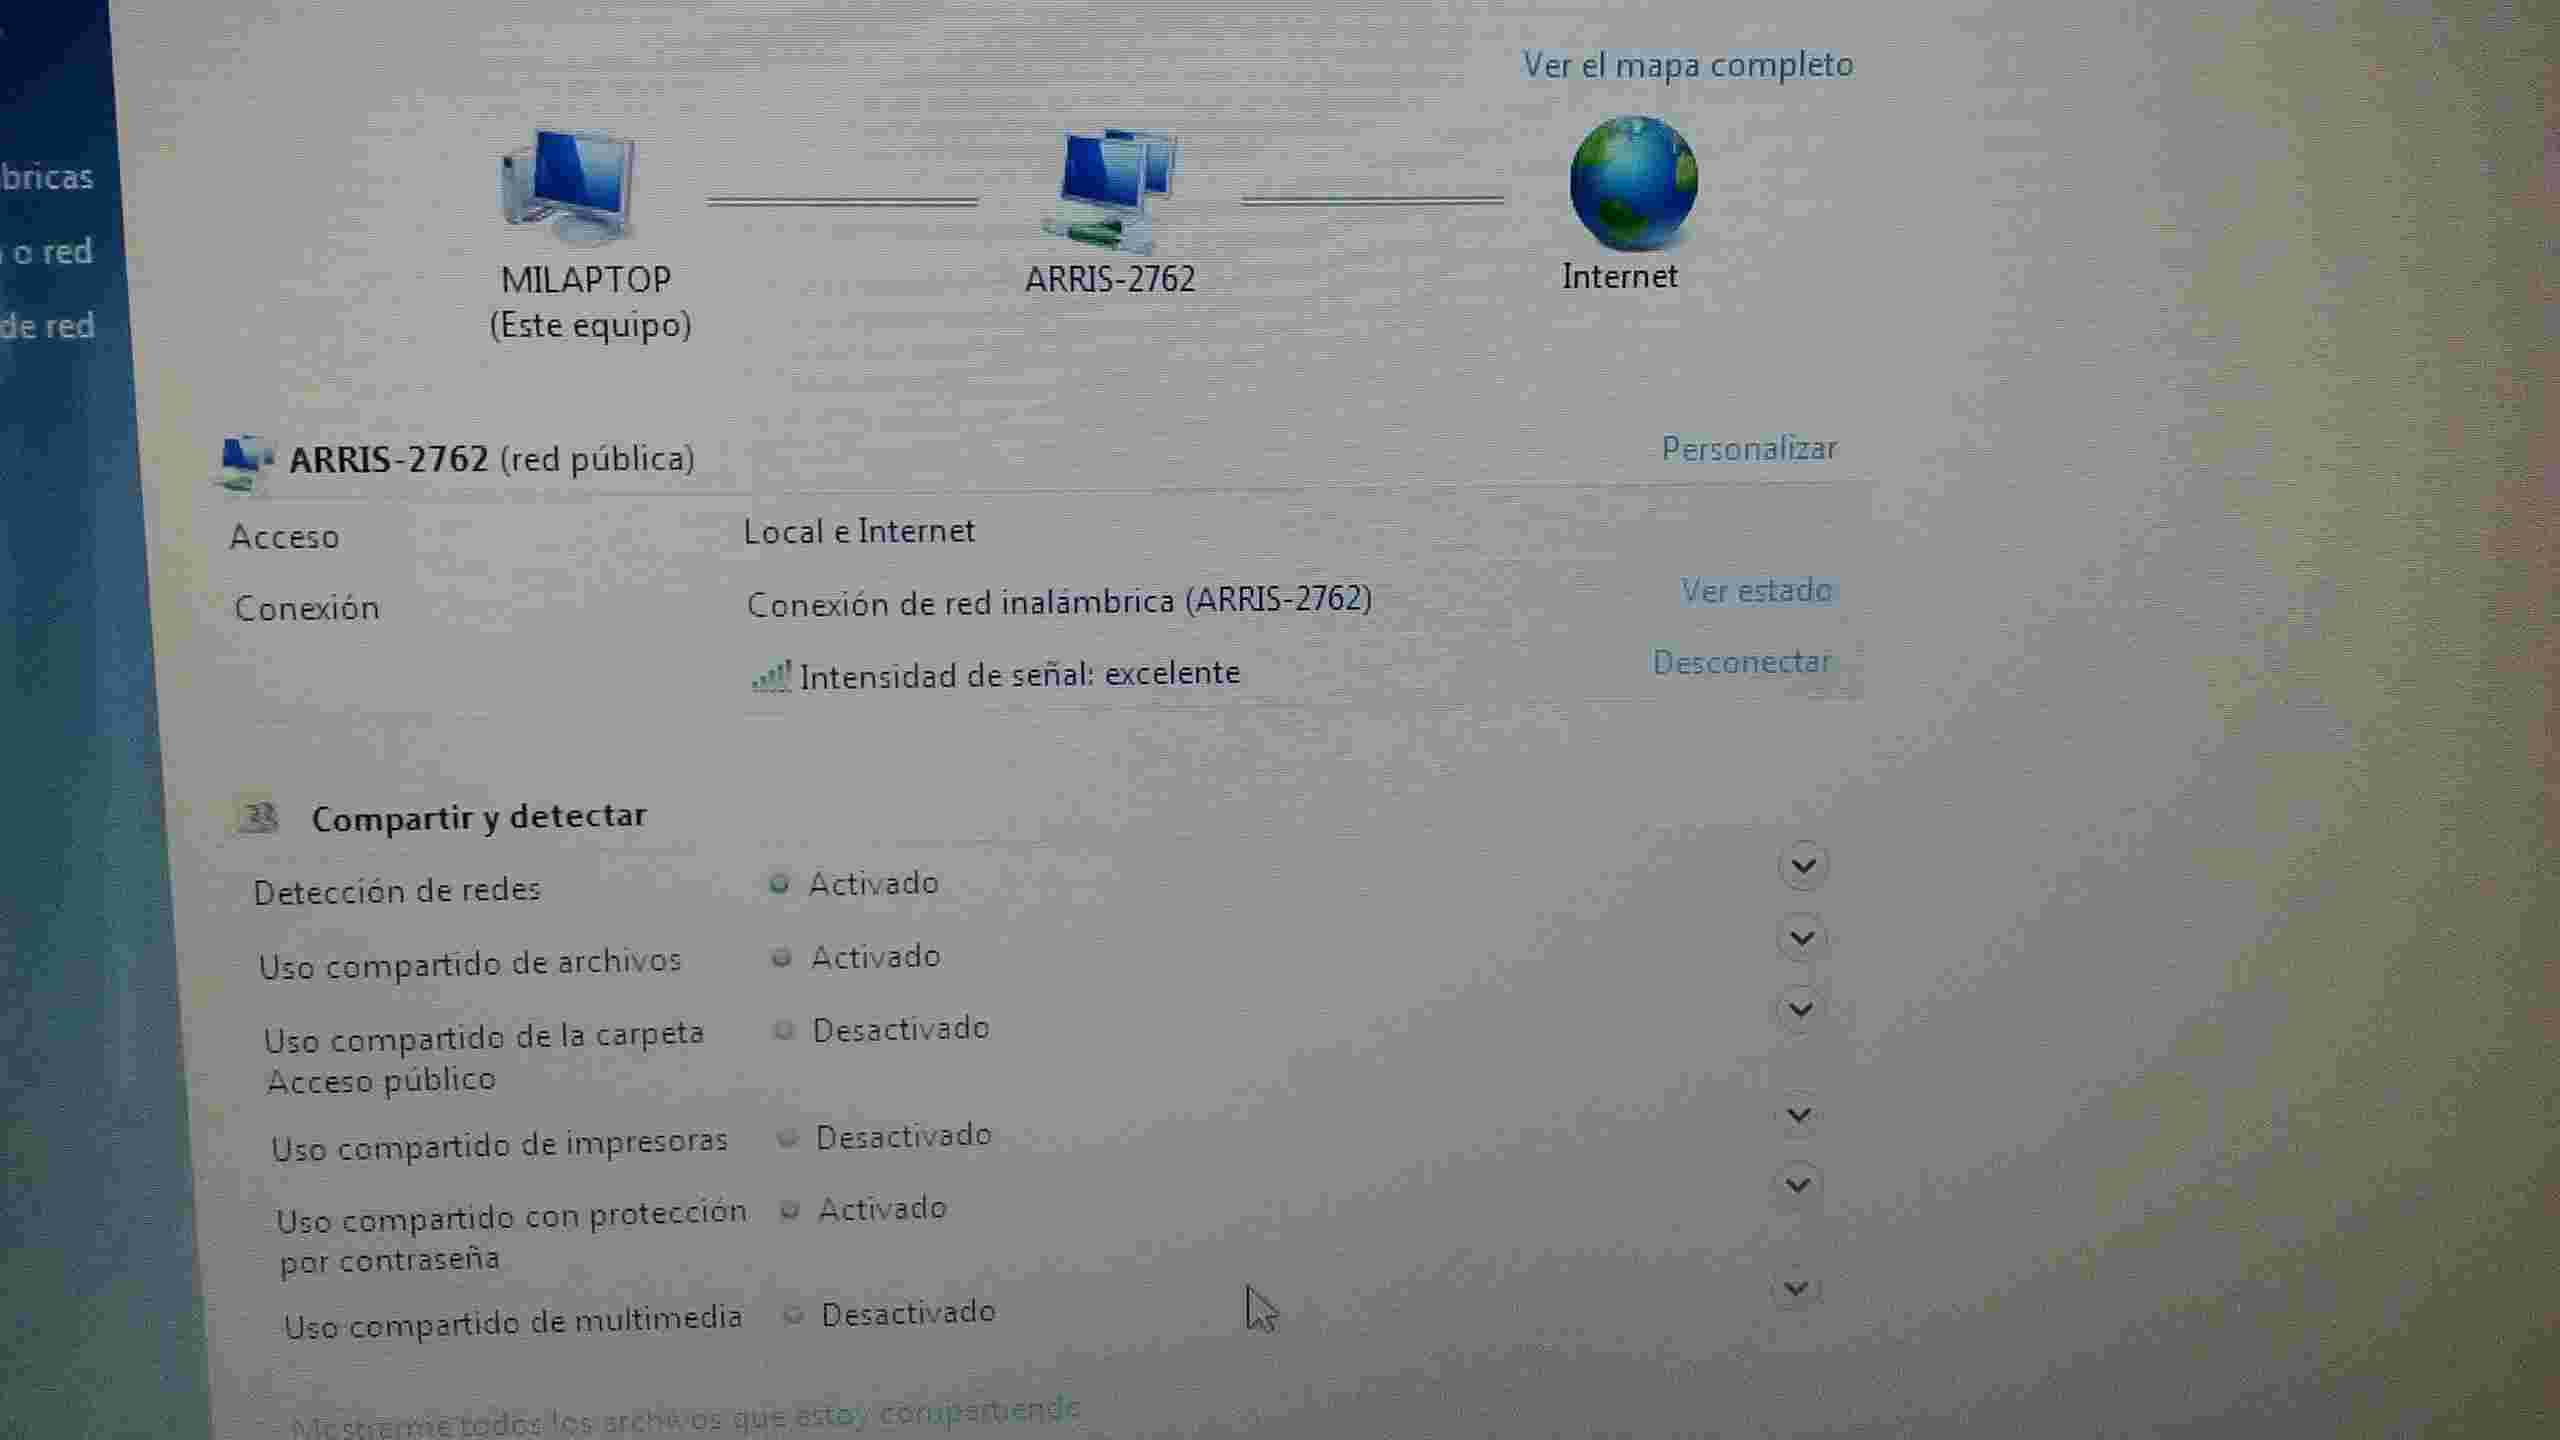 Ver el mapa completo
bricas
o red
de red
MILAPTOP
(Este equipo)
ARRIS-2762
Internet
ARRIS-2762 (red pública)
Personalizar
Acceso
Local e Internet
Conexión
Conexión de red inalámbrica (ARRIS-2762)
Ver estado
Intensidad de señal: excelente
Desconectar
Compartir y detectar
Detección de redes
Activado
Uso compartido de archivos
Activado
Uso compartido de la carpeta
Acceso público
Desactivado
Uso compartido de impresoras
Desactivado
Uso compartido con protección
por contraseña
Activado
Uso compartido de multimedia
Desactivado
Mostrarme todos los archivos que estoy compartiendo